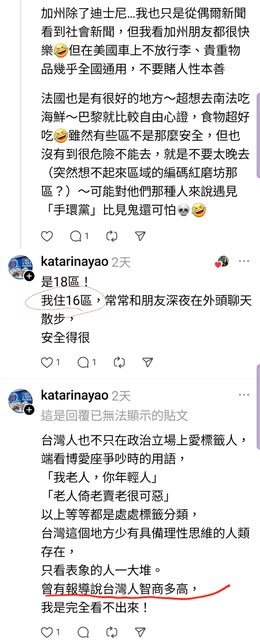 加州除了迪士尼...我也只是從偶爾新聞
看到社會新聞，但我看加州朋友都很快
樂🤣但在美國車上不放行李、貴重物
品幾乎全國通用，不要賭人性本善
法國也是有很好的地方～超想去南法吃
海鮮～巴黎就比較自由心證，食物超好
吃🤣雖然有些區不是那麼安全，但也
沒有到很危險不能去，就是不要太晚去
（突然想不起來區域的編碼紅磨坊那
區？）～可能對他們那種人來說遇見
「手環黨」比見鬼還可怕💀🤣
1
katarinayao 2天
是18區！
我住16區，常常和朋友深夜在外頭聊天
散步，
安全得很
1 1
katarinayao 2天
這是回覆已無法顯示的貼文
台灣人也不只在政治立場上愛標籤人，
端看博愛座爭吵時的用語，
「我老人，你年輕人」
「老人倚老賣老很可惡」
以上等等都是處處標籤分類，
台灣這個地方少有具備理性思維的人類
存在，
只看表象的人一大堆。
曾有報導說台灣人智商多高，
我是完全看不出來！